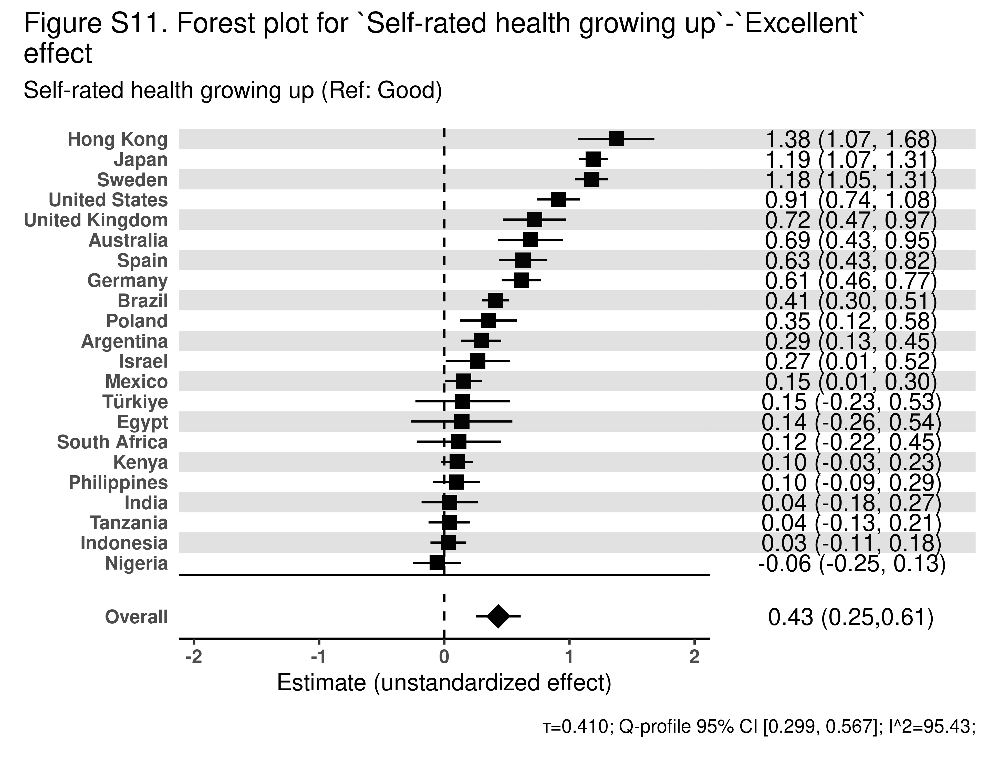 Figure S11. Forest plot for `Self-rated health growing up`-`Excellent`
effect
Self-rated health growing up (Ref: Good)
Hong Kong 1.38 (1.07, 1.68)
Japan 1.19 (1.07, 1.31)
Sweden 1.18 (1.05, 1.31)
United States 0.91 (0.74, 1.08)
United Kingdom 0.72 (0.47, 0.97)
Australia 0.69 (0.43, 0.95)
Spain 0.63 (0.43, 0.82)
Germany 0.61 (0.46, 0.77)
Brazil 0.41 (0.30, 0.51)
Poland 0.35 (0.12, 0.58)
Argentina 0.29 (0.13, 0.45)
Israel 0.27 (0.01, 0.52)
Mexico 0.15 (0.01, 0.30)
Türkiye 0.15 (-0.23, 0.53)
Egypt 0.14 (-0.26, 0.54)
South Africa 0.12 (-0.22, 0.45)
Kenya 0.10 (-0.03, 0.23)
Philippines 0.10 (-0.09, 0.29)
India 0.04 (-0.18, 0.27)
Tanzania 0.04 (-0.13, 0.21)
Indonesia 0.03 (-0.11, 0.18)
Nigeria -0.06 (-0.25, 0.13)
Overall 0.43 (0.25,0.61)
-2 -1 0 1 2
Estimate (unstandardized effect)
τ=0.410; Q-profile 95% CI [0.299, 0.567]; I^2=95.43;